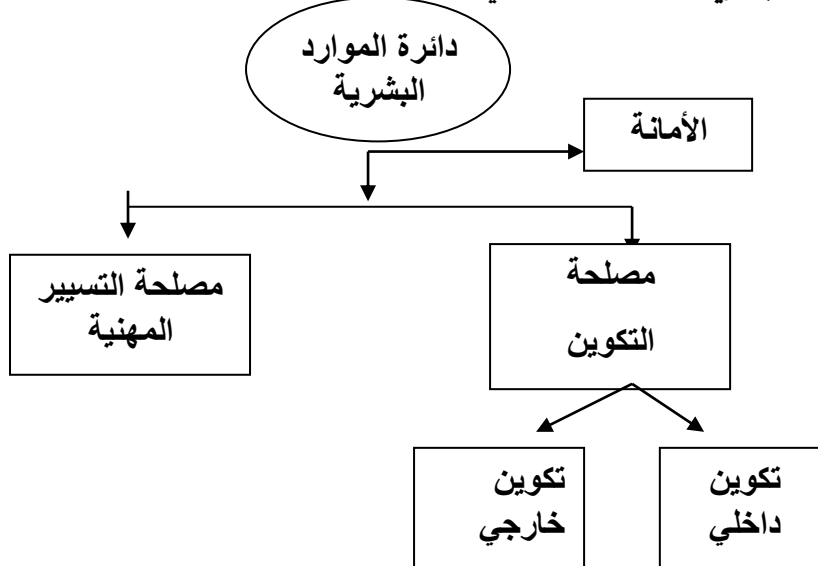 دائرة الموارد
البشرية
الأمانة
مصلحة
التكوين
مصلحة التسيير
المهنية
تكوين
داخلي
تكوين
خارجي